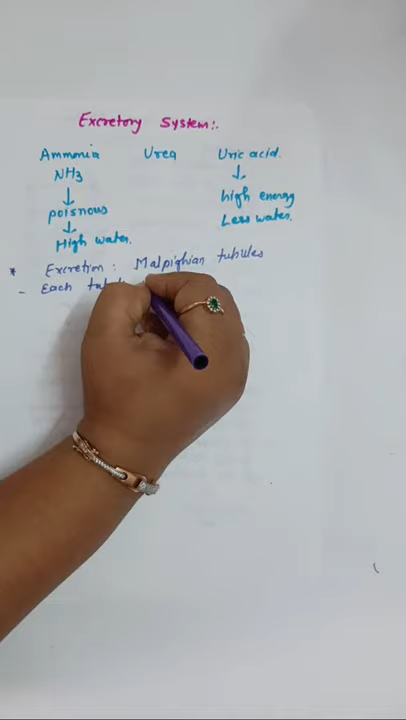 Excretory System:.
Ammonia Urea Uric acid.
NH3 ↓
↓ high energy
poisnous Less water.
↓
High water.
* Excretion: Malpighian tubules
- Each